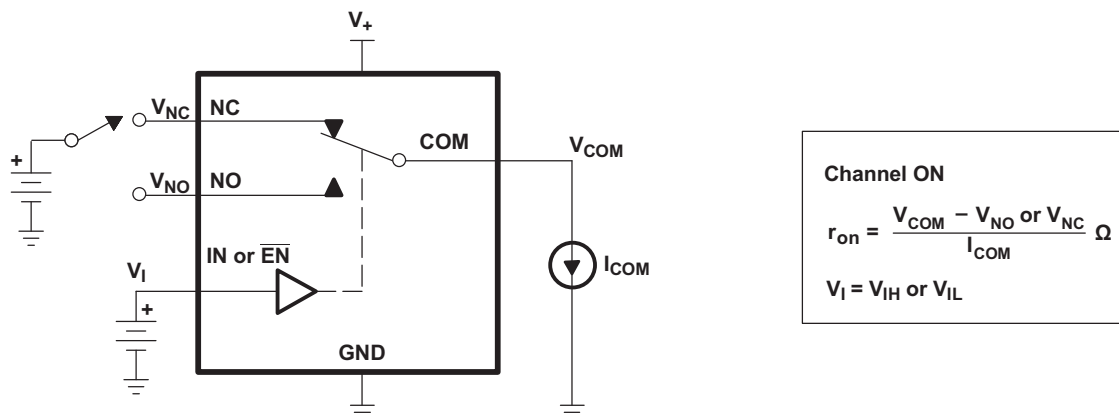 V+
VNC NC
COM
VCOM
+
VNO NO
IN or EN
VI
+
ICOM
GND
Channel ON
ron = VCOM – VNO or VNC / ICOM Ω
VI = VIH or VIL